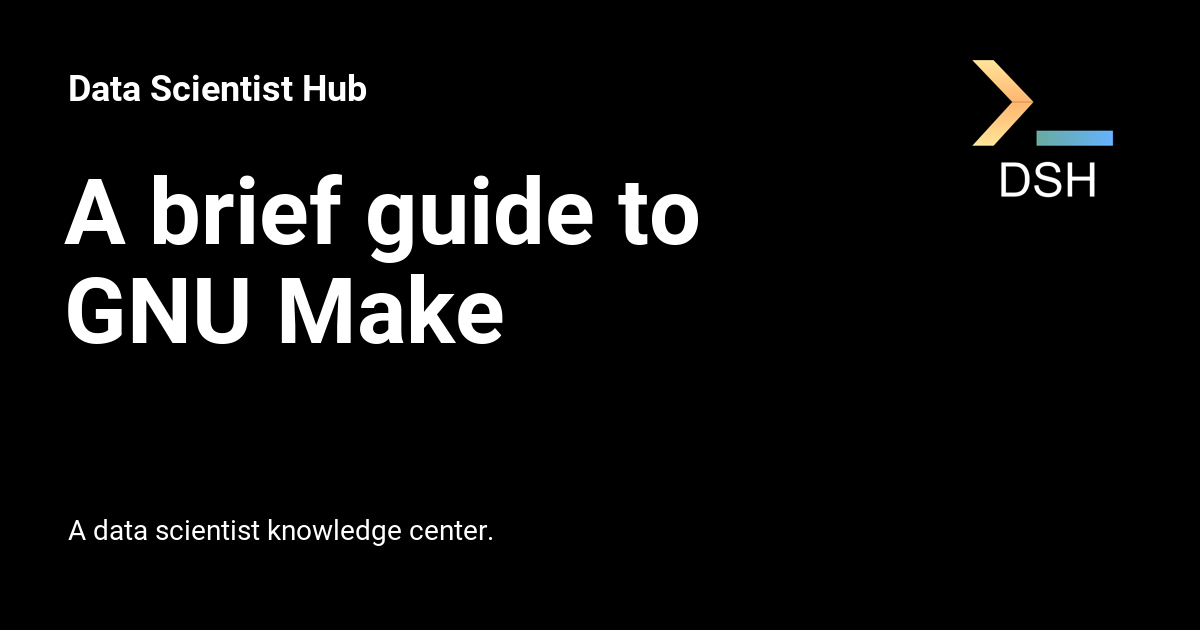 Data Scientist Hub
DSH
A brief guide to
GNU Make
A data scientist knowledge center.